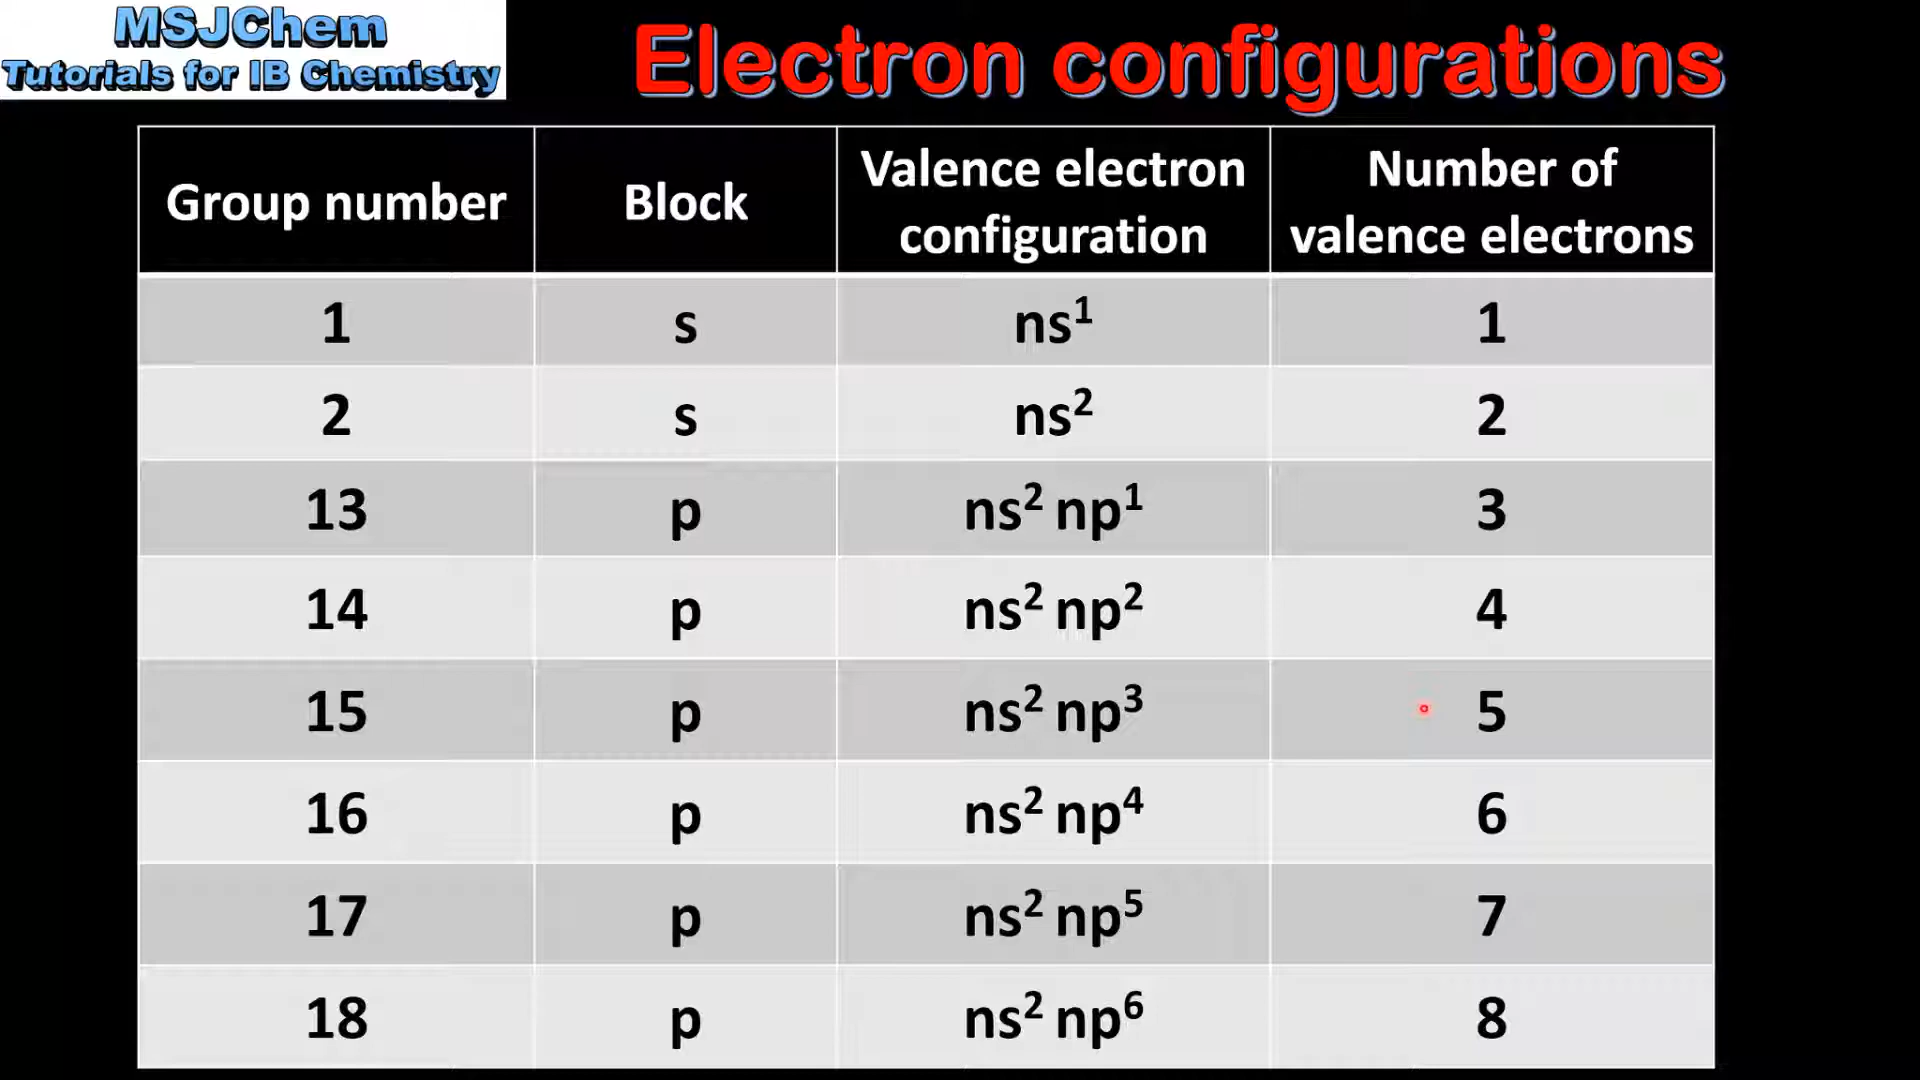 MSJChem
Tutorials for IB Chemistry
Electron configurations
Group number Block Valence electron configuration Number of valence electrons
1 s ns¹ 1
2 s ns² 2
13 p ns² np¹ 3
14 p ns² np² 4
15 p ns² np³ 5
16 p ns² np⁴ 6
17 p ns² np⁵ 7
18 p ns² np⁶ 8